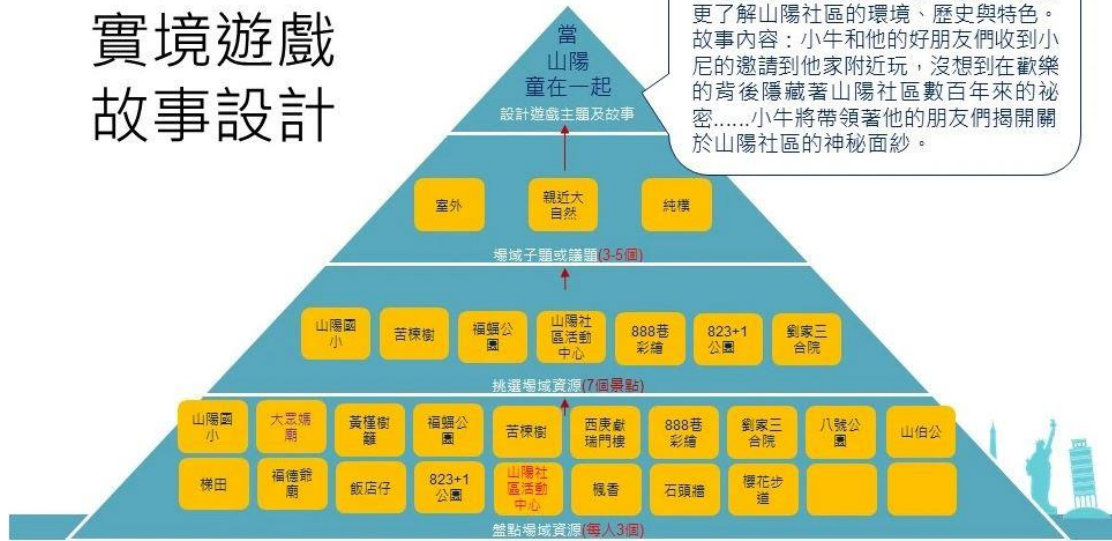 實境遊戲
故事設計
更了解山陽社區的環境、歷史與特色。
故事內容：小牛和他的好朋友們收到小
尼的邀請到他家附近玩，沒想到在歡樂
的背後隱藏著山陽社區數百年來的祕
密......小牛將帶領著他的朋友們揭開關
於山陽社區的神秘面紗。
當
山陽
童在一起
設計遊戲主題及故事
室外
親近大
自然
純樸
場域子題或議題(3-5個)
山陽國
小
苦楝樹
福蝠公
園
山陽社
區活動
中心
888巷
彩繪
823+1
公園
劉家三
合院
挑選場域資源(7個景點)
山陽國
小
大眾媽
廟
黃槿樹
籬
福蝠公
園
苦楝樹
西庚獻
瑞門樓
888巷
彩繪
劉家三
合院
八號公
園
山伯公
梯田
福德爺
廟
飯店仔
823+1
公園
山陽社
區活動
中心
楓香
石頭牆
櫻花步
道
盤點場域資源(每人3個)